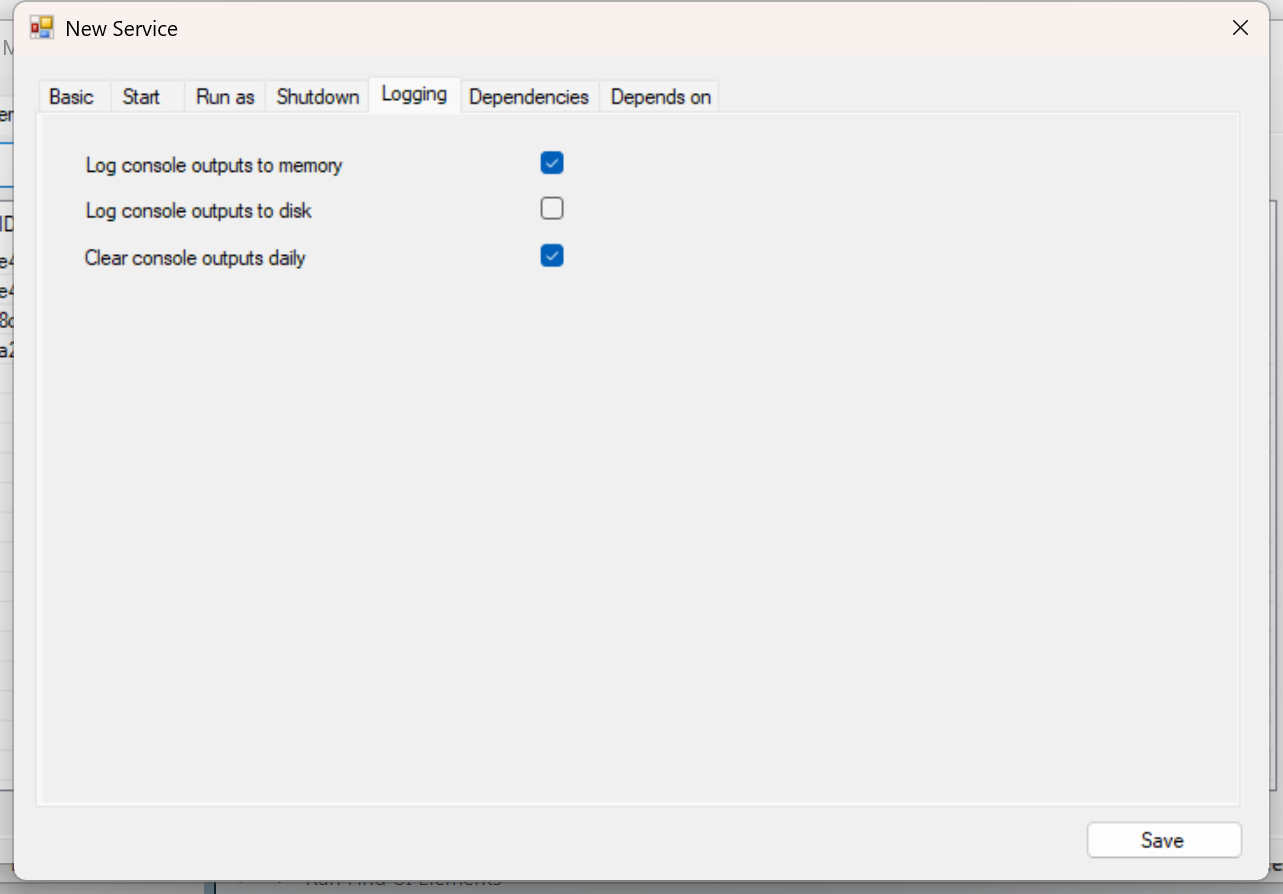 New Service
Basic Start Run as Shutdown Logging Dependencies Depends on
Log console outputs to memory
Log console outputs to disk
Clear console outputs daily
Save